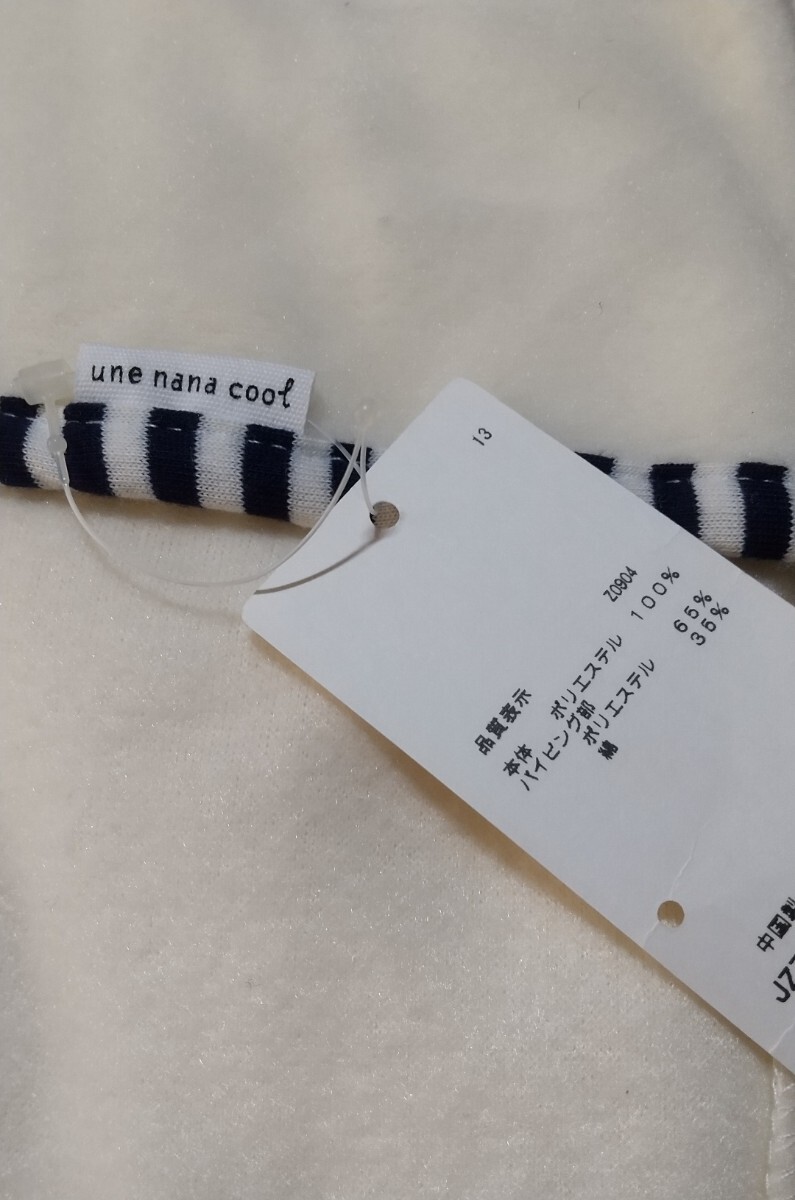 une nana cool
13
Z0904
品質表示
本体 ポリエステル 100%
パイピング部
ポリエステル 65%
綿 35%
中国製
JZ